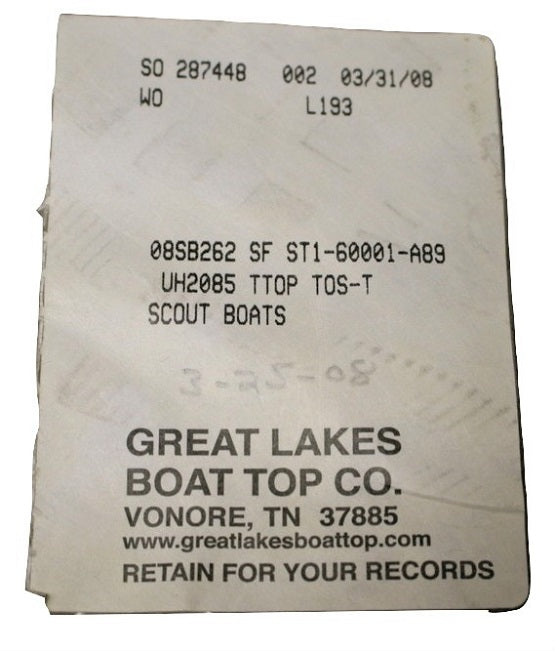 SO 287448 002 03/31/08
WO L193
08SB262 SF ST1-60001-A89
UH2085 TTOP TOS-T
SCOUT BOATS
3-25-08
GREAT LAKES
BOAT TOP CO.
VONORE, TN 37885
www.greatlakesboattop.com
RETAIN FOR YOUR RECORDS